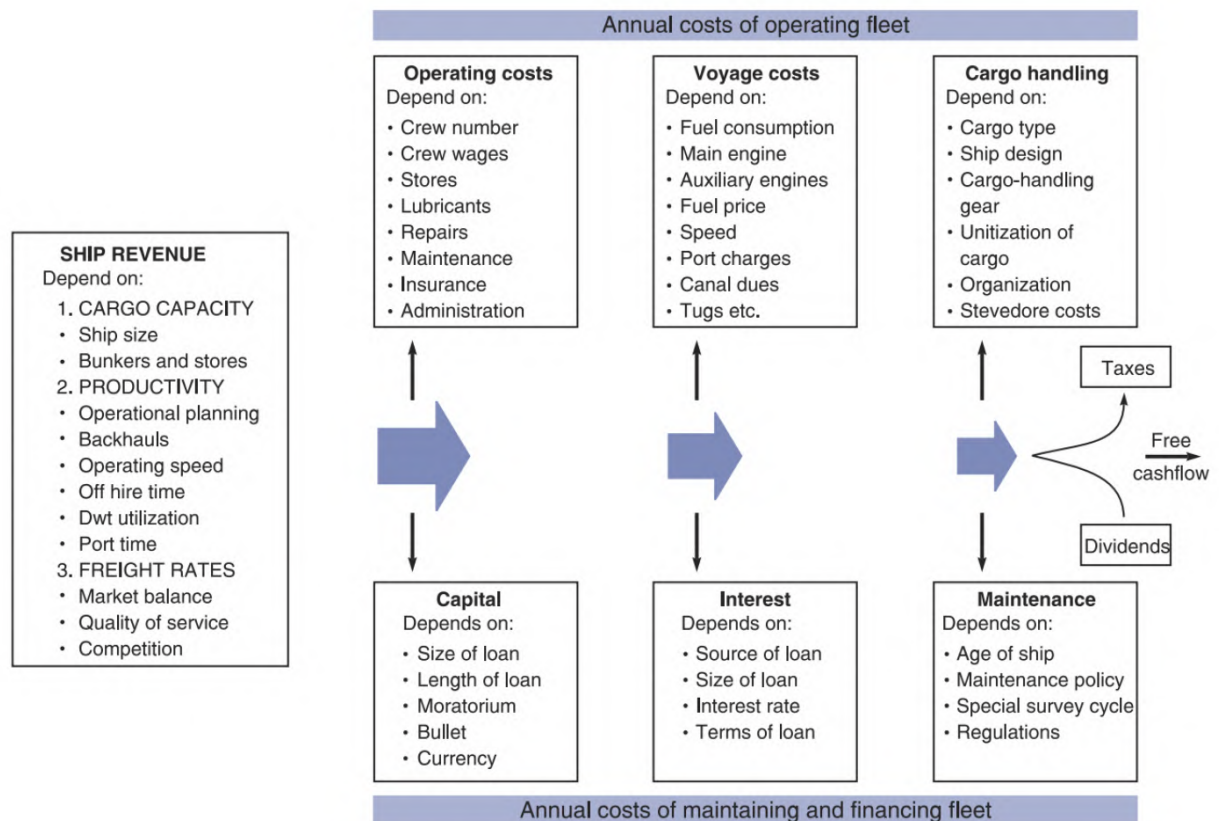 Annual costs of operating fleet
Operating costs
Depend on:
• Crew number
• Crew wages
• Stores
• Lubricants
• Repairs
• Maintenance
• Insurance
• Administration
Voyage costs
Depend on:
• Fuel consumption
• Main engine
• Auxiliary engines
• Fuel price
• Speed
• Port charges
• Canal dues
• Tugs etc.
Cargo handling
Depend on:
• Cargo type
• Ship design
• Cargo-handling
gear
• Unitization of
cargo
• Organization
• Stevedore costs
SHIP REVENUE
Depend on:
1. CARGO CAPACITY
• Ship size
• Bunkers and stores
2. PRODUCTIVITY
• Operational planning
• Backhauls
• Operating speed
• Off hire time
• Dwt utilization
• Port time
3. FREIGHT RATES
• Market balance
• Quality of service
• Competition
Taxes
Free
cashflow
Dividends
Capital
Depends on:
• Size of loan
• Length of loan
• Moratorium
• Bullet
• Currency
Interest
Depends on:
• Source of loan
• Size of loan
• Interest rate
• Terms of loan
Maintenance
Depends on:
• Age of ship
• Maintenance policy
• Special survey cycle
• Regulations
Annual costs of maintaining and financing fleet